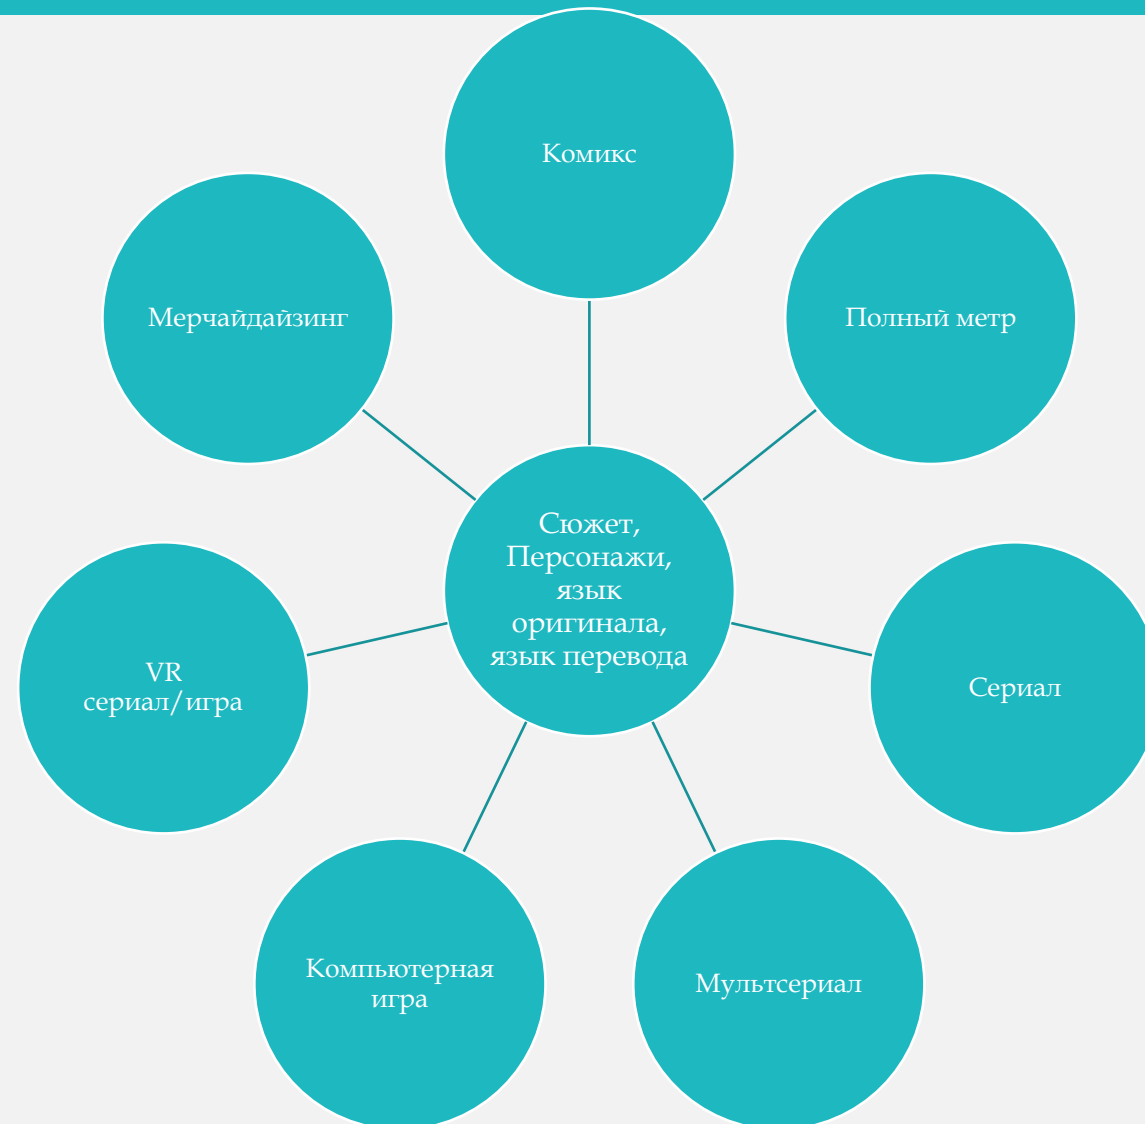 Комикс
Мерчайдайзинг
Полный метр
Сюжет,
Персонажи,
язык
оригинала,
язык перевода
VR
сериал/игра
Сериал
Компьютерная
игра
Мультсериал